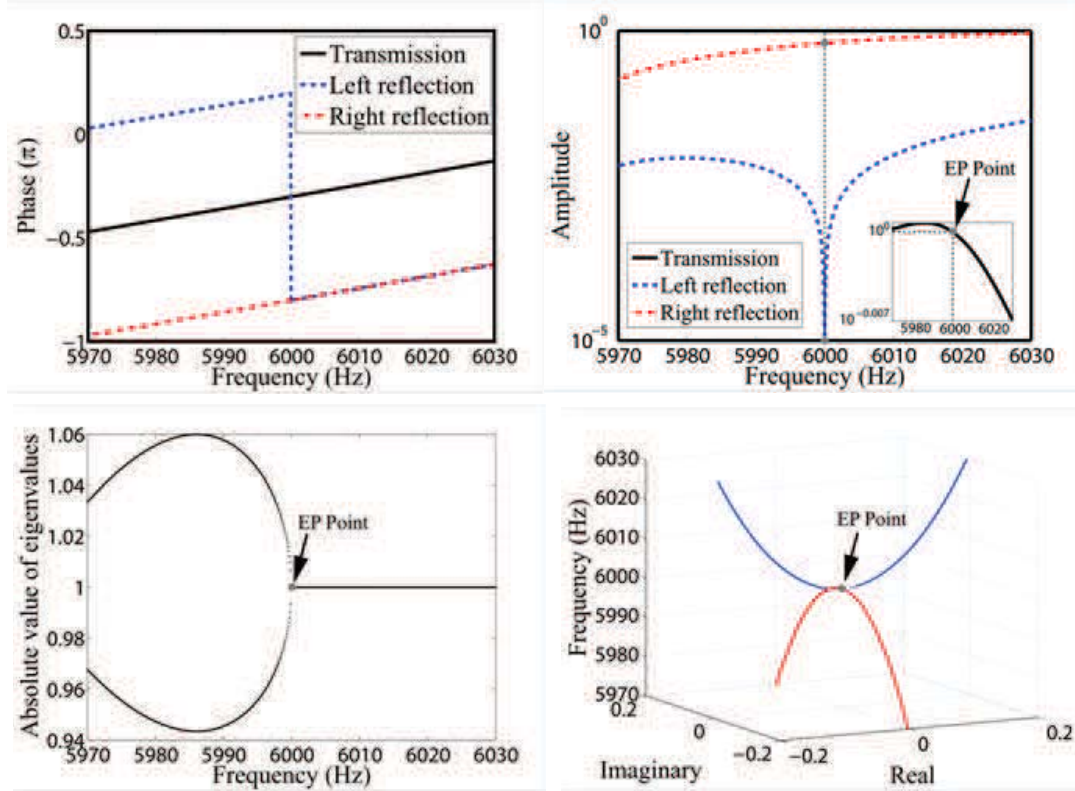 0.5
0
−0.5
−1
Phase (π)
Transmission
Left reflection
Right reflection
5970 5980 5990 6000 6010 6020 6030
Frequency (Hz)
10⁰
10⁻⁵
Amplitude
Transmission
Left reflection
Right reflection
EP Point
10⁰
10⁻⁰·⁰⁰⁷
5980 6000 6020
5970 5980 5990 6000 6010 6020 6030
Frequency (Hz)
1.06
1.04
1.02
1
0.98
0.96
0.94
Absolute value of eigenvalues
EP Point
5970 5980 5990 6000 6010 6020 6030
Frequency (Hz)
6030
6020
6010
6000
5990
5980
5970
Frequency (Hz)
EP Point
0.2
0
−0.2
Imaginary
−0.2
0
0.2
Real